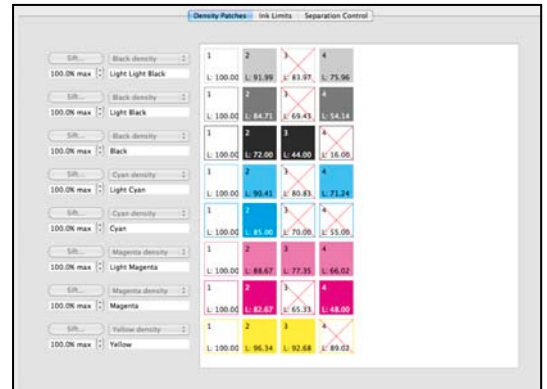 Density Patches Ink Limits Separation Control
Sift... Black density
100.0% max Light Light Black
1 2 3 4
L: 100.00 L: 91.99 L: 83.97 L: 75.96
Sift... Black density
100.0% max Light Black
1 2 3 4
L: 100.00 L: 84.71 L: 69.43 L: 54.14
Sift... Black density
100.0% max Black
1 2 3 4
L: 100.00 L: 72.00 L: 44.00 L: 16.00
Sift... Cyan density
100.0% max Light Cyan
1 2 3 4
L: 100.00 L: 90.41 L: 80.83 L: 71.24
Sift... Cyan density
100.0% max Cyan
1 2 3 4
L: 100.00 L: 85.00 L: 70.00 L: 55.00
Sift... Magenta density
100.0% max Light Magenta
1 2 3 4
L: 100.00 L: 88.67 L: 77.35 L: 66.02
Sift... Magenta density
100.0% max Magenta
1 2 3 4
L: 100.00 L: 82.67 L: 65.33 L: 48.00
Sift... Yellow density
100.0% max Yellow
1 2 3 4
L: 100.00 L: 96.34 L: 92.68 L: 89.02